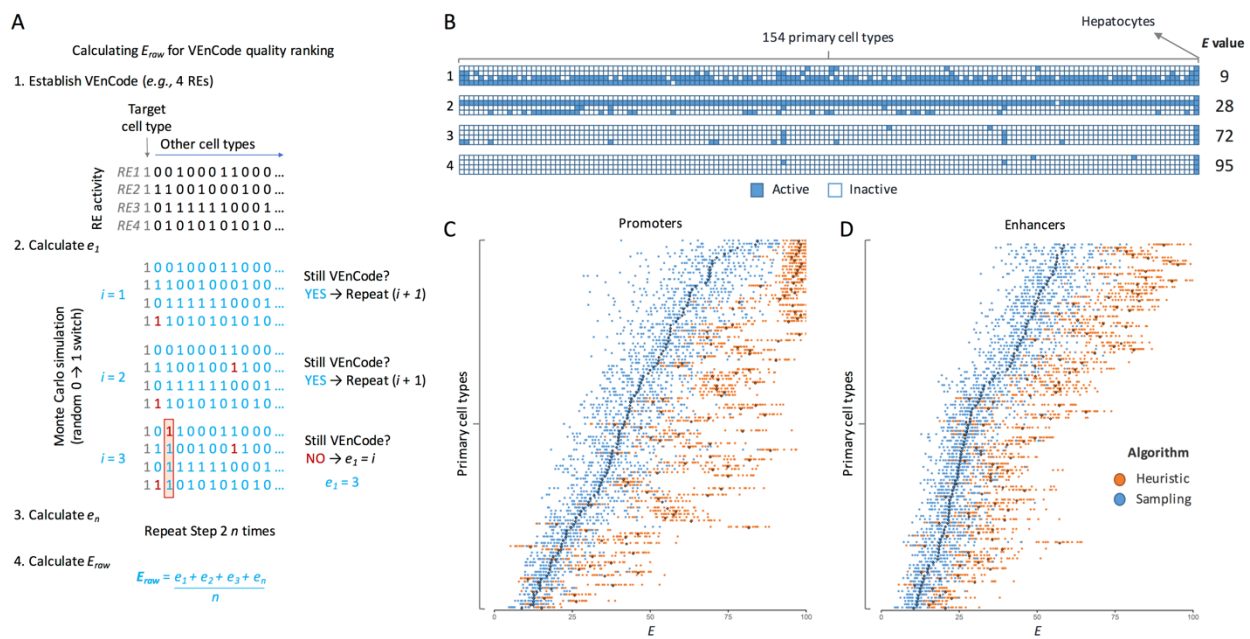 A
Calculating E_raw for VEnCode quality ranking
1. Establish VEnCode (e.g., 4 REs)
Target
cell type
Other cell types
RE activity
RE1 1 0 0 1 0 0 0 1 1 0 0 0 ...
RE2 1 1 1 0 0 1 0 0 0 1 0 0 ...
RE3 1 0 1 1 1 1 1 1 0 0 0 1 ...
RE4 1 0 1 0 1 0 1 0 1 0 1 0 ...
2. Calculate e₁
Monte Carlo simulation
(random 0 → 1 switch)
i = 1
1 0 0 1 0 0 0 1 1 0 0 0 ...
1 1 1 0 0 1 0 0 0 1 0 0 ...
1 0 1 1 1 1 1 1 0 0 0 1 ...
1 1 1 0 1 0 1 0 1 0 1 0 ...
Still VEnCode?
YES → Repeat (i + 1)
i = 2
1 0 0 1 0 0 0 1 1 0 0 0 ...
1 1 1 0 0 1 0 0 1 1 0 0 ...
1 0 1 1 1 1 1 1 0 0 0 1 ...
1 1 1 0 1 0 1 0 1 0 1 0 ...
Still VEnCode?
YES → Repeat (i + 1)
i = 3
1 0 1 1 0 0 0 1 1 0 0 0 ...
1 1 1 0 0 1 0 0 1 1 0 0 ...
1 0 1 1 1 1 1 1 0 0 0 1 ...
1 1 1 0 1 0 1 0 1 0 1 0 ...
Still VEnCode?
NO → e₁ = i
e₁ = 3
3. Calculate eₙ
Repeat Step 2 n times
4. Calculate E_raw
E_raw = e₁ + e₂ + e₃ + eₙ
n
B
154 primary cell types
Hepatocytes
E value
1 9
2 28
3 72
4 95
Active Inactive
C
Promoters
Primary cell types
0 25 50 75 100
E
D
Enhancers
Primary cell types
0 25 50 75 100
E
Algorithm
Heuristic
Sampling